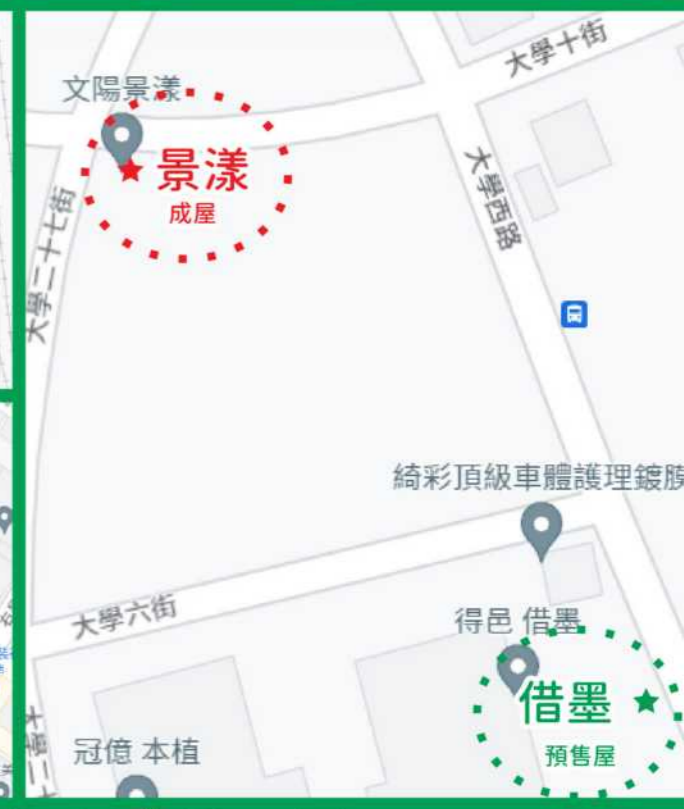 大學十街
文陽景漾
景漾
成屋
大學西路
大學二十七街
綺彩頂級車體護理鍍膜
大學六街
得邑 借墨
借墨
預售屋
冠億 本植